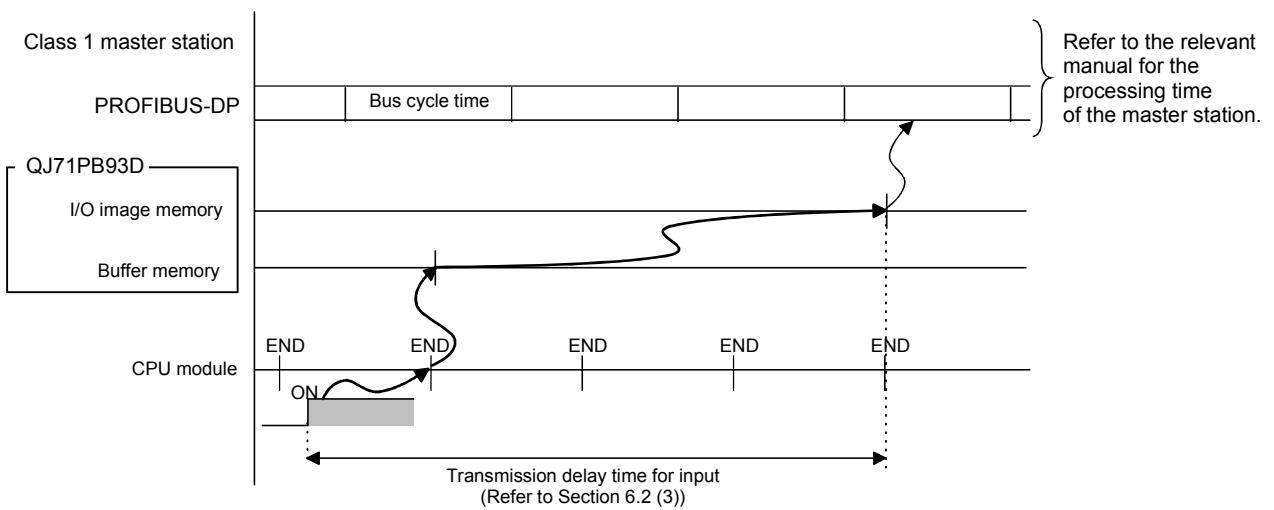 Class 1 master station
Refer to the relevant
manual for the
processing time
of the master station.
PROFIBUS-DP
Bus cycle time
QJ71PB93D
I/O image memory
Buffer memory
END
END
END
END
END
CPU module
ON
Transmission delay time for input
(Refer to Section 6.2 (3))